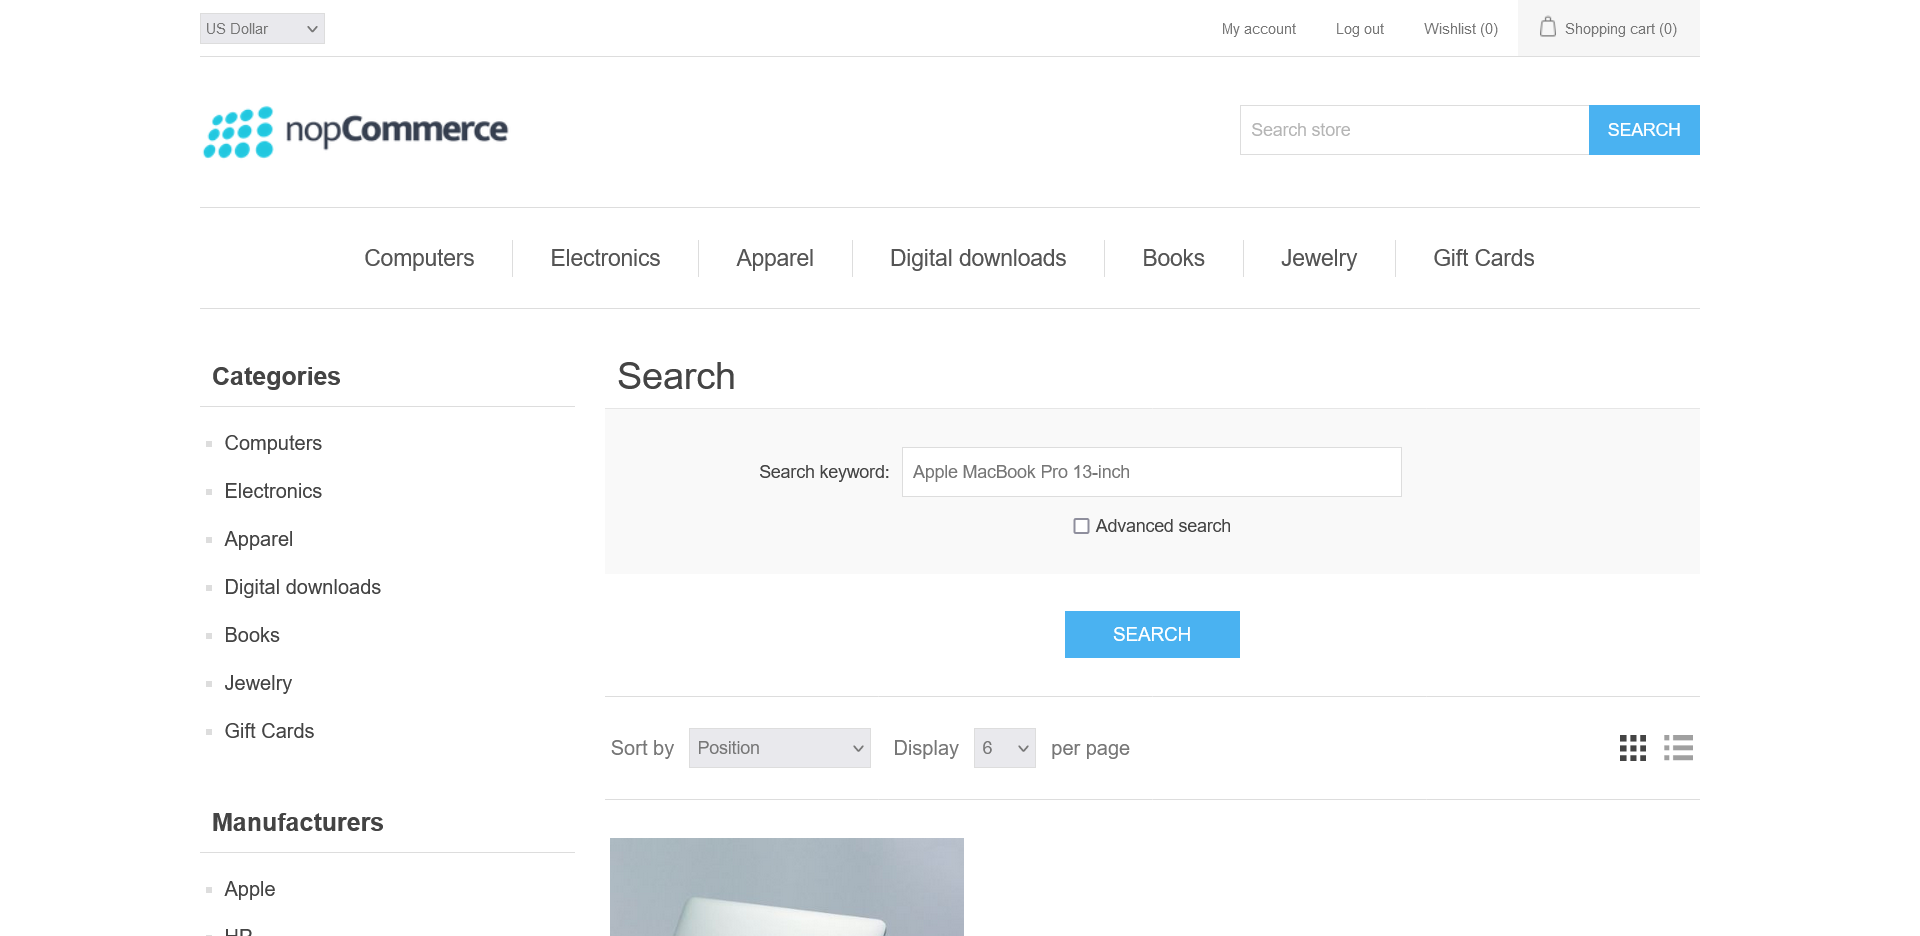 US Dollar
My account
Log out
Wishlist (0)
Shopping cart (0)
nopCommerce
Search store
SEARCH
Computers
Electronics
Apparel
Digital downloads
Books
Jewelry
Gift Cards
Categories
Computers
Electronics
Apparel
Digital downloads
Books
Jewelry
Gift Cards
Manufacturers
Apple
HP
Search
Search keyword: Apple MacBook Pro 13-inch
Advanced search
SEARCH
Sort by Position Display 6 per page